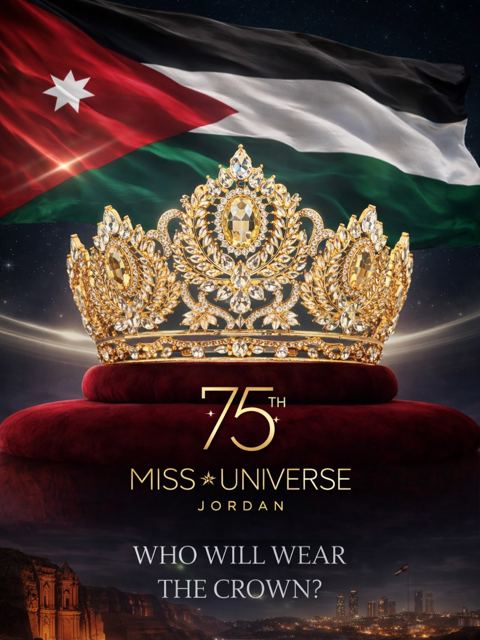 75TH
MISS UNIVERSE
JORDAN
WHO WILL WEAR
THE CROWN?